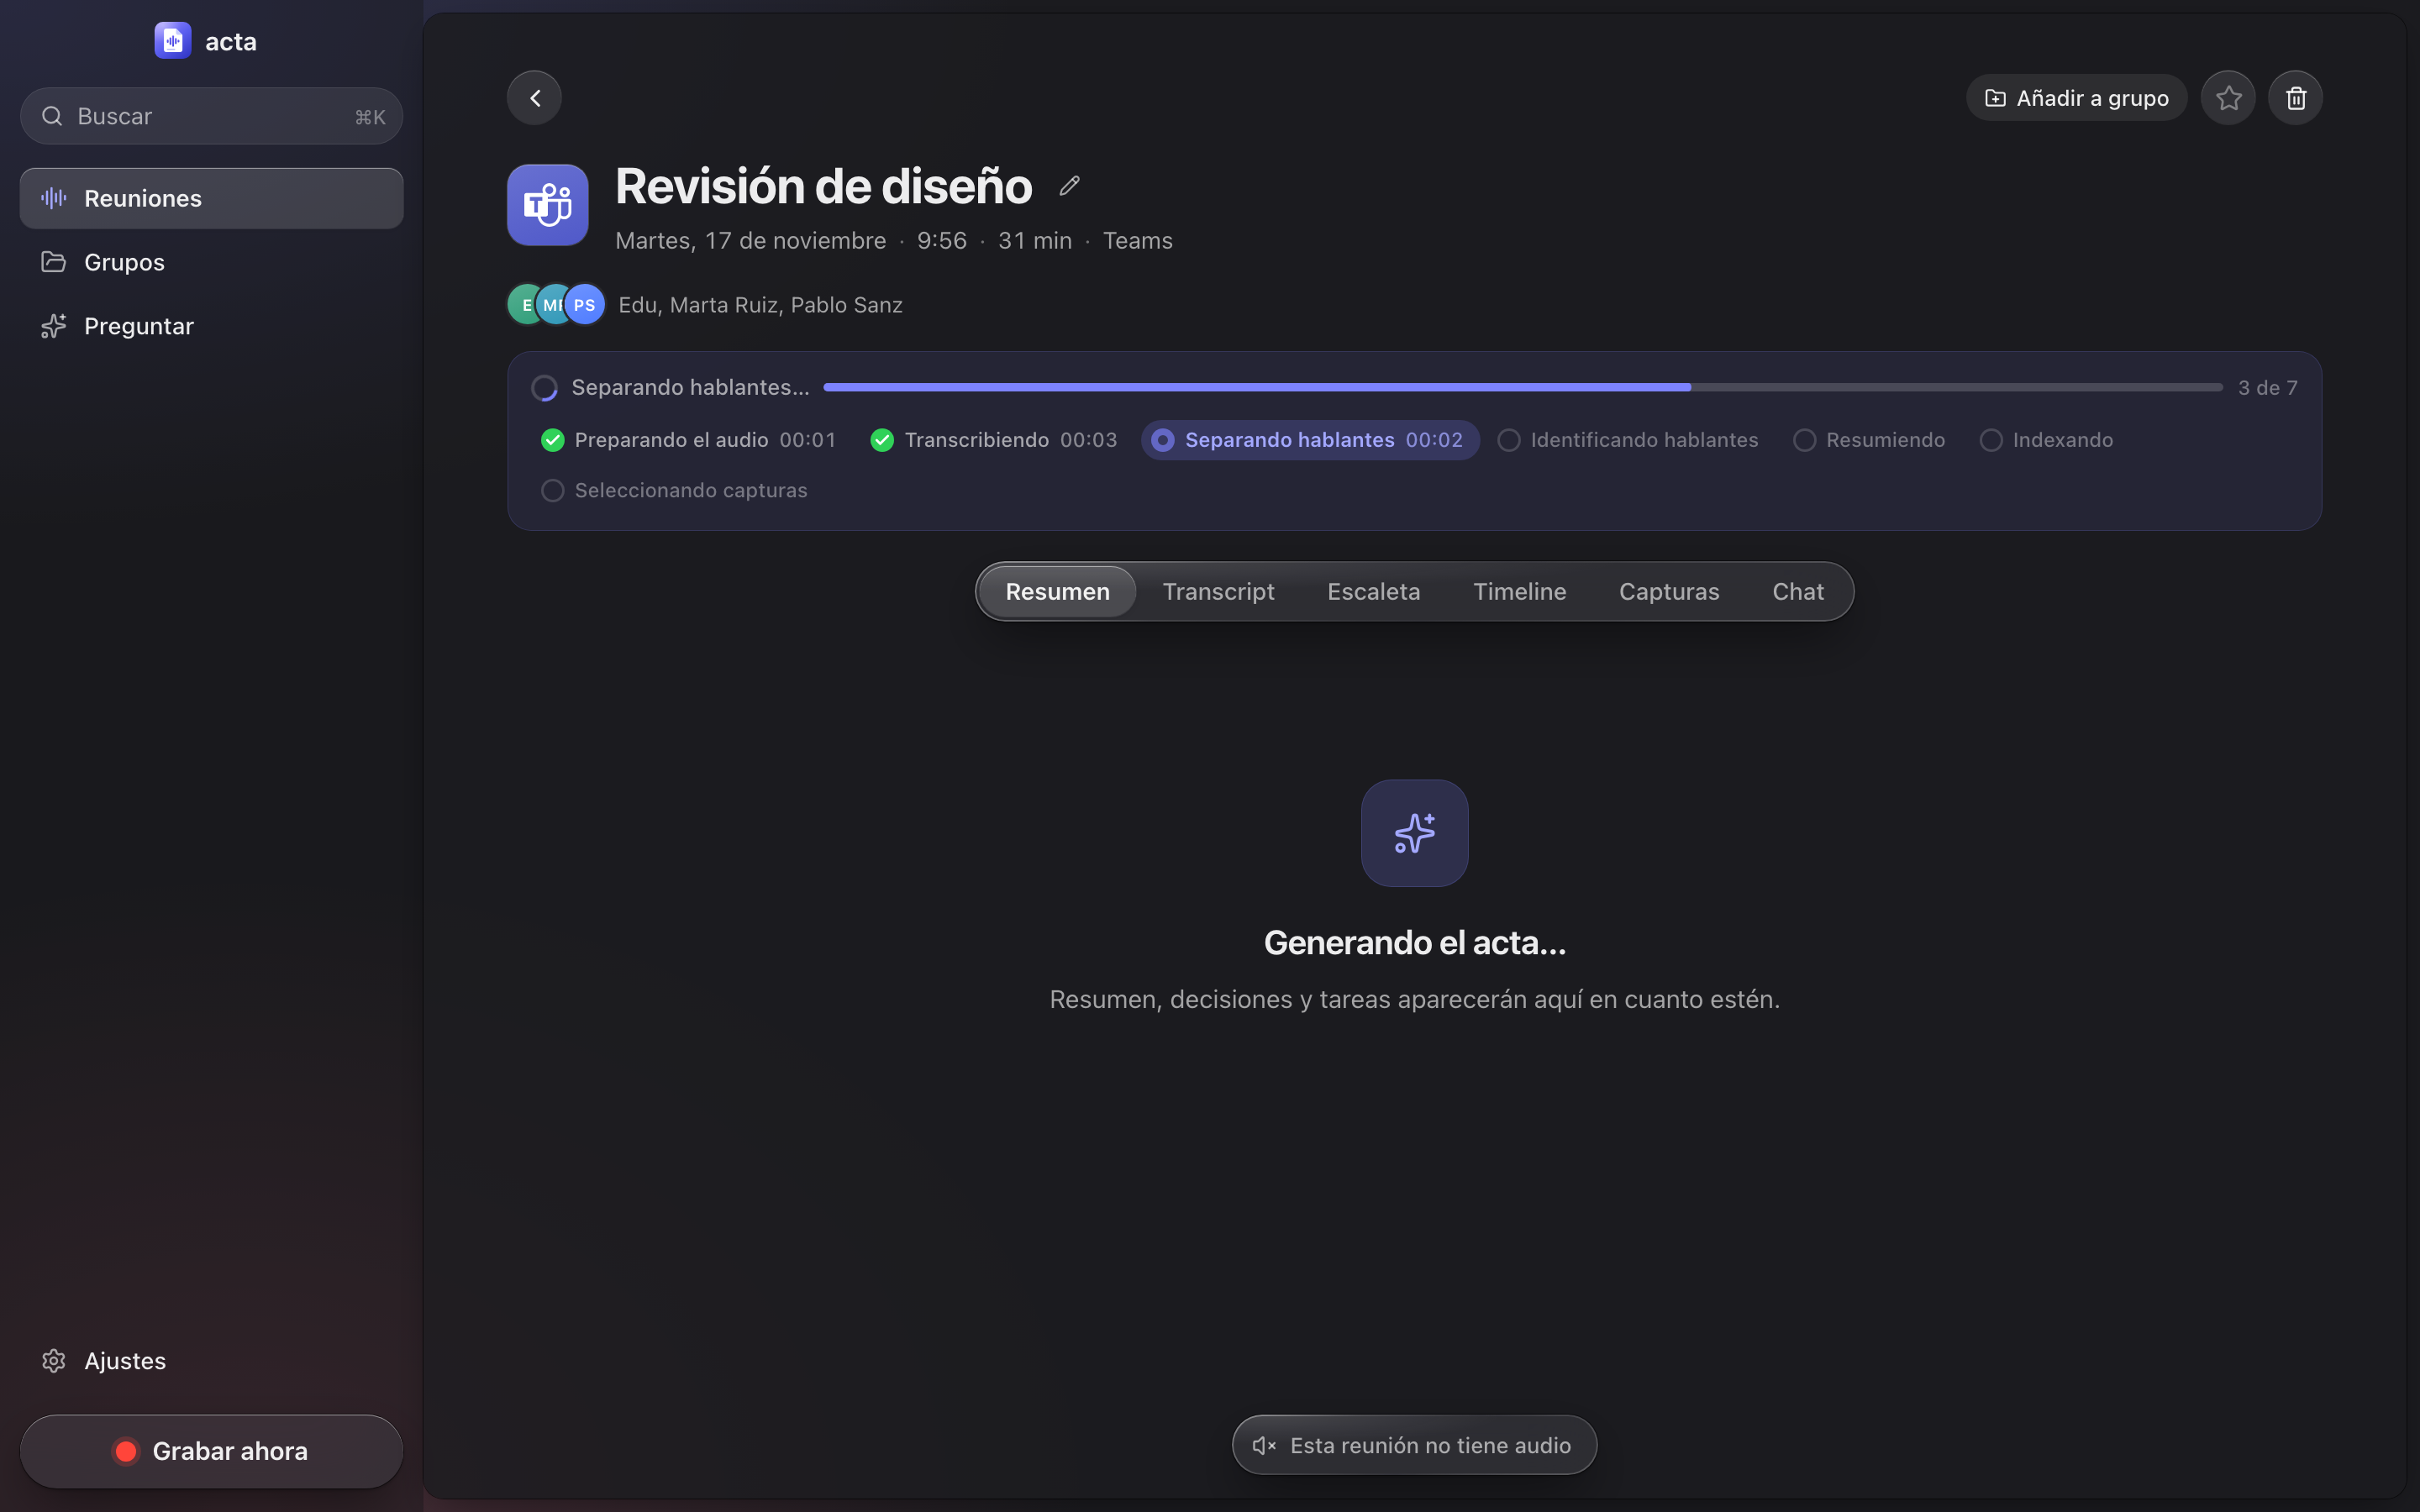 acta
Buscar ⌘K
Reuniones
Grupos
Preguntar
Ajustes
Grabar ahora
Añadir a grupo
Revisión de diseño
Martes, 17 de noviembre · 9:56 · 31 min · Teams
E PS Edu, Marta Ruiz, Pablo Sanz
Separando hablantes... 3 de 7
Preparando el audio 00:01 Transcribiendo 00:03 Separando hablantes 00:02 Identificando hablantes Resumiendo Indexando
Seleccionando capturas
Resumen Transcript Escaleta Timeline Capturas Chat
Generando el acta...
Resumen, decisiones y tareas aparecerán aquí en cuanto estén.
Esta reunión no tiene audio